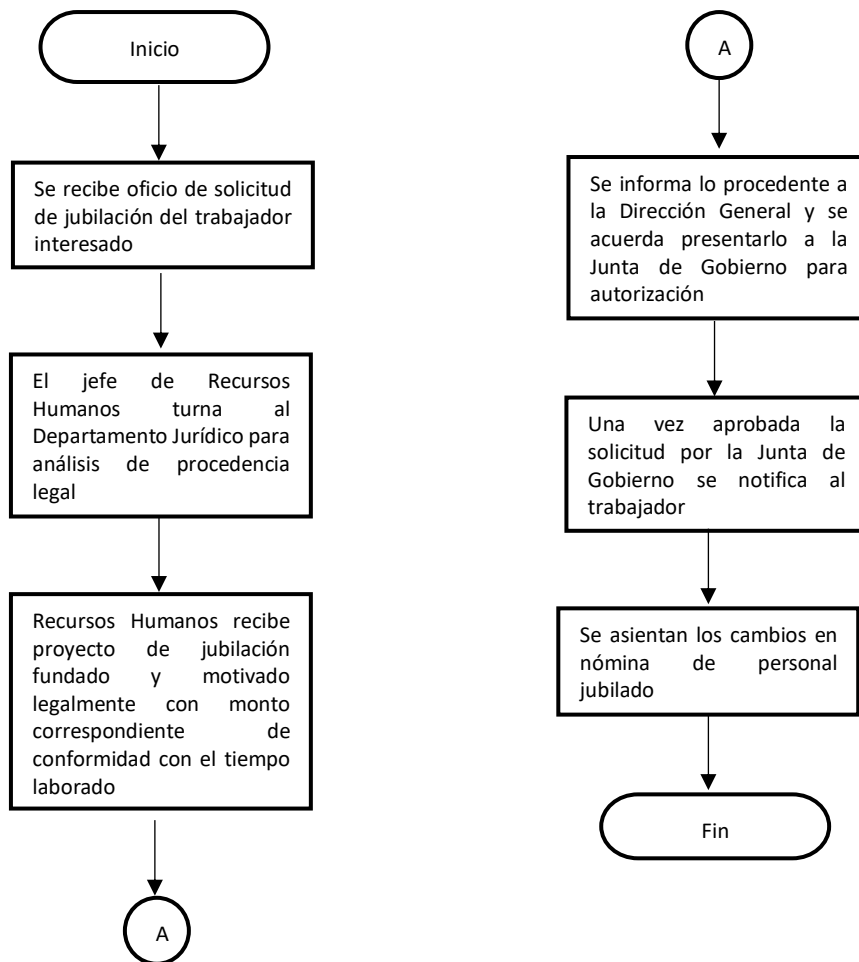 Inicio
Se recibe oficio de solicitud
de jubilación del trabajador
interesado
El jefe de Recursos
Humanos turna al
Departamento Jurídico para
análisis de procedencia
legal
Recursos Humanos recibe
proyecto de jubilación
fundado y motivado
legalmente con monto
correspondiente de
conformidad con el tiempo
laborado
A
A
Se informa lo procedente a
la Dirección General y se
acuerda presentarlo a la
Junta de Gobierno para
autorización
Una vez aprobada la
solicitud por la Junta de
Gobierno se notifica al
trabajador
Se asientan los cambios en
nómina de personal
jubilado
Fin